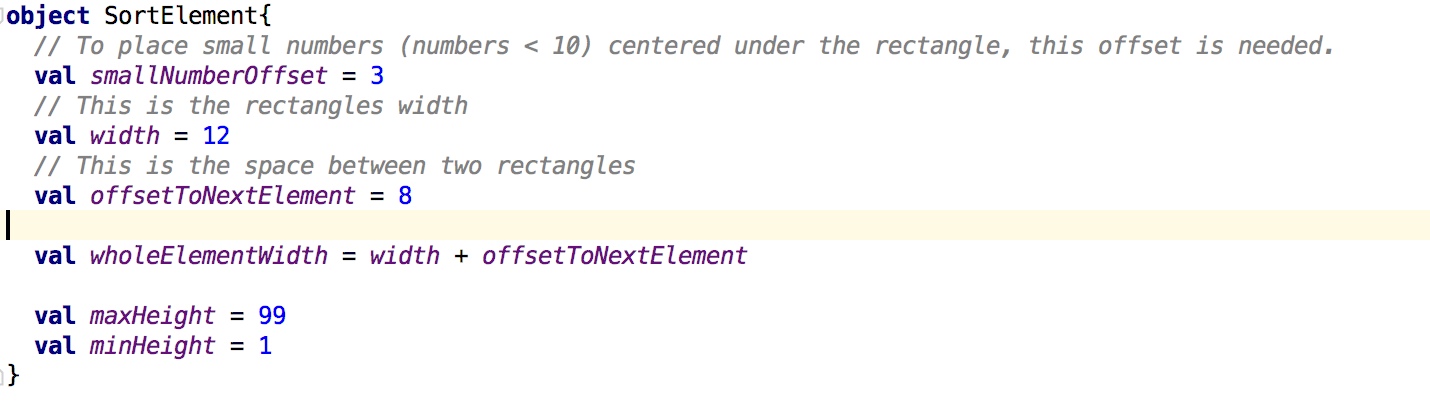 object SortElement{
// To place small numbers (numbers < 10) centered under the rectangle, this offset is needed.
val smallNumberOffset = 3
// This is the rectangles width
val width = 12
// This is the space between two rectangles
val offsetToNextElement = 8
val wholeElementWidth = width + offsetToNextElement
val maxHeight = 99
val minHeight = 1
}